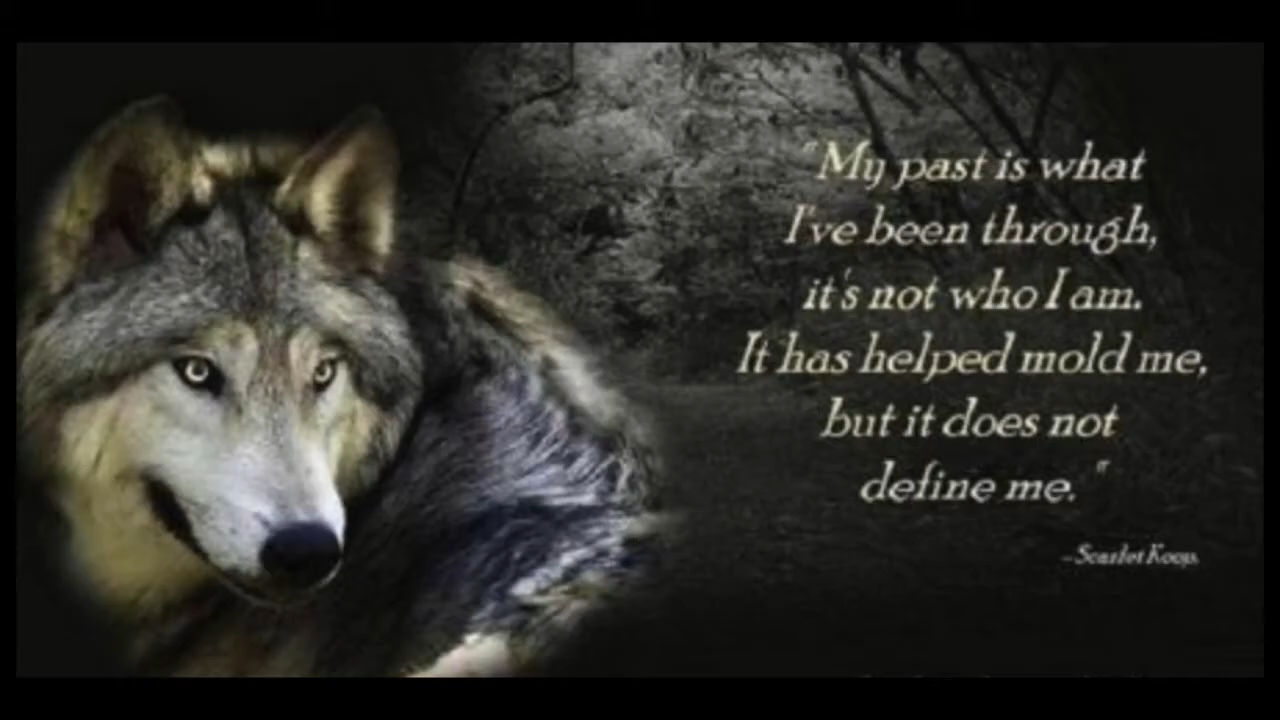 "My past is what
I've been through,
it's not who I am.
It has helped mold me,
but it does not
define me."
-Scarlet Koop.